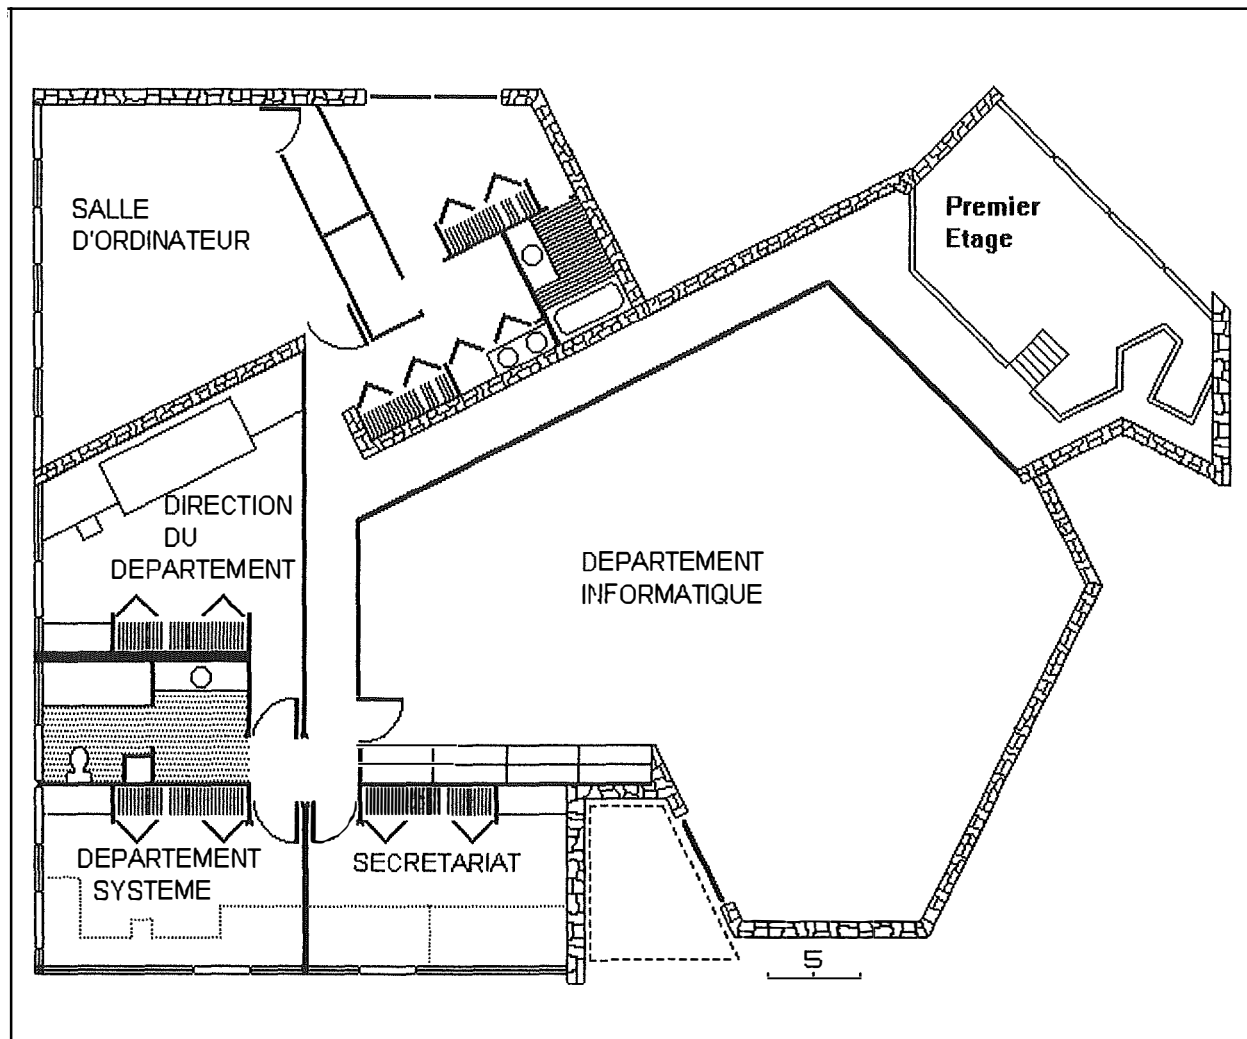 SALLE
D'ORDINATEUR
Premier
Etage
DIRECTION
DU
DEPARTEMENT
DEPARTEMENT
INFORMATIQUE
DEPARTEMENT
SYSTEME
SECRETARIAT
5